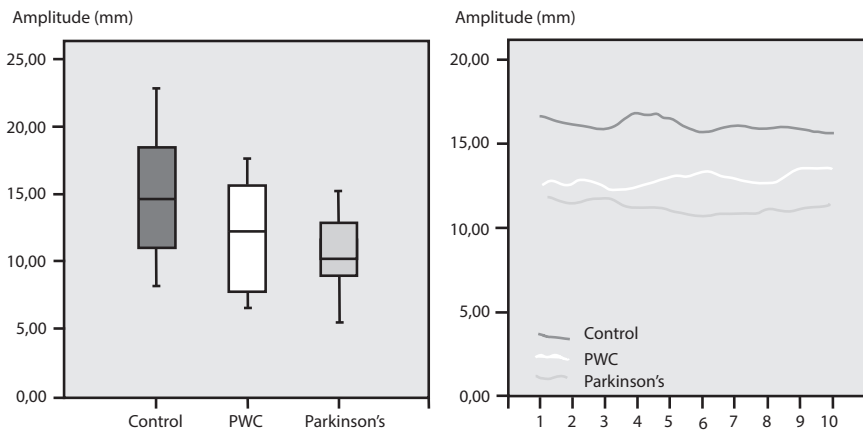 Amplitude (mm)
25,00
20,00
15,00
10,00
5,00
0,00
Control PWC Parkinson's
Amplitude (mm)
20,00
15,00
10,00
5,00
0,00
Control
PWC
Parkinson's
1 2 3 4 5 6 7 8 9 10